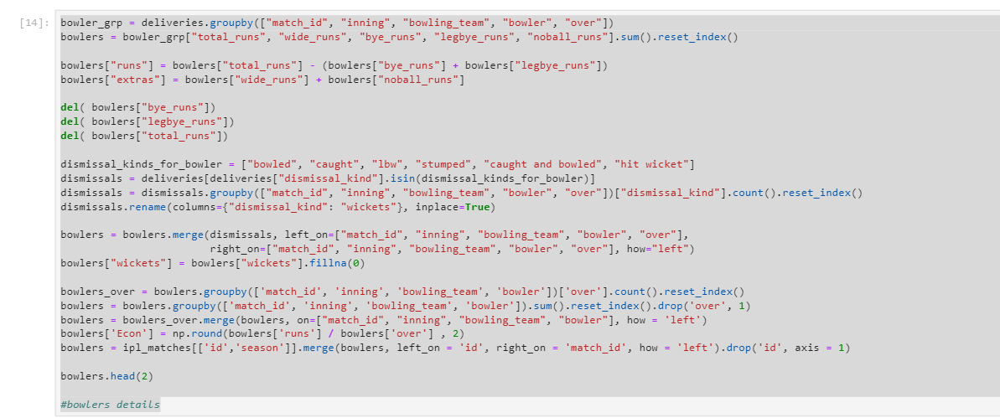 [14]: bowler_grp = deliveries.groupby(["match_id", "inning", "bowling_team", "bowler", "over"])
bowlers = bowler_grp["total_runs", "wide_runs", "bye_runs", "legbye_runs", "noball_runs"].sum().reset_index()

bowlers["runs"] = bowlers["total_runs"] - (bowlers["bye_runs"] + bowlers["legbye_runs"])
bowlers["extras"] = bowlers["wide_runs"] + bowlers["noball_runs"]

del( bowlers["bye_runs"])
del( bowlers["legbye_runs"])
del( bowlers["total_runs"])

dismissal_kinds_for_bowler = ["bowled", "caught", "lbw", "stumped", "caught and bowled", "hit wicket"]
dismissals = deliveries[deliveries["dismissal_kind"].isin(dismissal_kinds_for_bowler)]
dismissals = dismissals.groupby(["match_id", "inning", "bowling_team", "bowler", "over"])["dismissal_kind"].count().reset_index()
dismissals.rename(columns={"dismissal_kind": "wickets"}, inplace=True)

bowlers = bowlers.merge(dismissals, left_on=["match_id", "inning", "bowling_team", "bowler", "over"],
                        right_on=["match_id", "inning", "bowling_team", "bowler", "over"], how="left")
bowlers["wickets"] = bowlers["wickets"].fillna(0)

bowlers_over = bowlers.groupby(['match_id', 'inning', 'bowling_team', 'bowler'])['over'].count().reset_index()
bowlers = bowlers.groupby(['match_id', 'inning', 'bowling_team', 'bowler']).sum().reset_index().drop('over', 1)
bowlers = bowlers_over.merge(bowlers, on=["match_id", "inning", "bowling_team", "bowler"], how = 'left')
bowlers['Econ'] = np.round(bowlers['runs'] / bowlers['over'] , 2)
bowlers = ipl_matches[['id','season']].merge(bowlers, left_on = 'id', right_on = 'match_id', how = 'left').drop('id', axis = 1)

bowlers.head(2)

#bowlers details